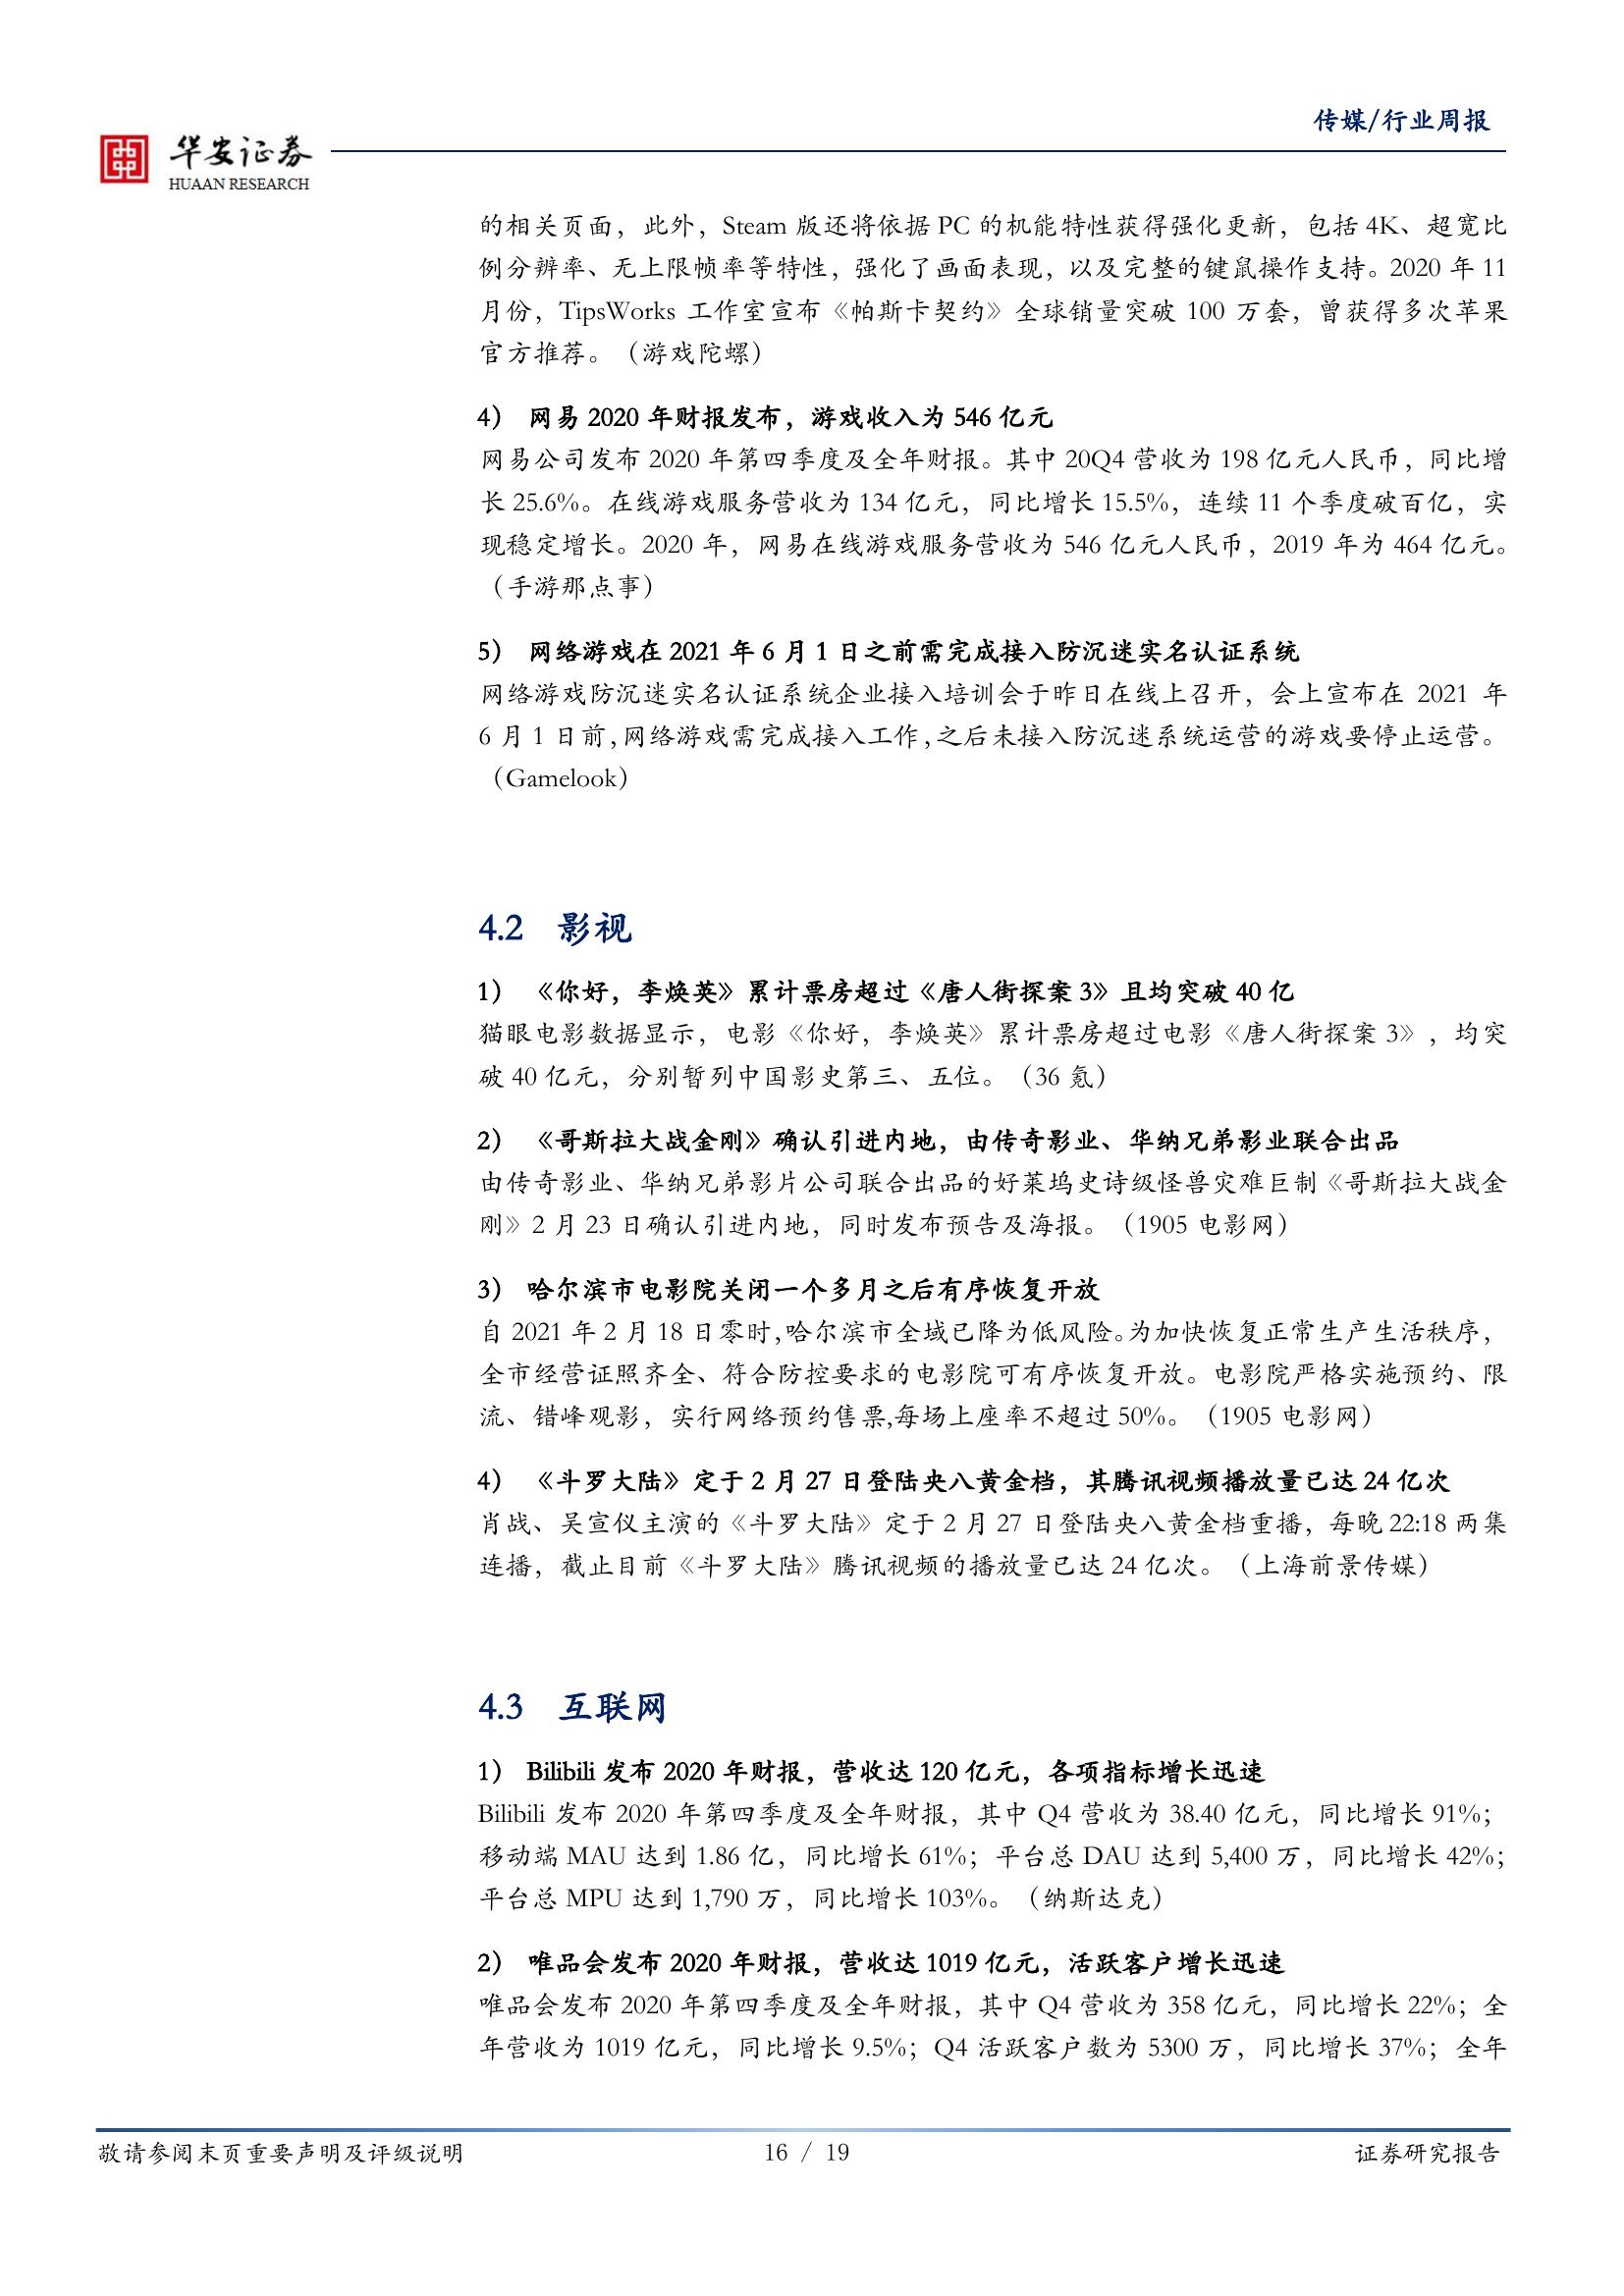 传媒/行业周报
华安证券
HUAAN RESEARCH
的相关页面，此外，Steam 版还将依据 PC 的机能特性获得强化更新，包括 4K、超宽比
例分辨率、无上限帧率等特性，强化了画面表现，以及完整的键鼠操作支持。2020 年 11
月份，TipsWorks 工作室宣布《帕斯卡契约》全球销量突破 100 万套，曾获得多次苹果
官方推荐。（游戏陀螺）
4） 网易 2020 年财报发布，游戏收入为 546 亿元
网易公司发布 2020 年第四季度及全年财报。其中 20Q4 营收为 198 亿元人民币，同比增
长 25.6%。在线游戏服务营收为 134 亿元，同比增长 15.5%，连续 11 个季度破百亿，实
现稳定增长。2020 年，网易在线游戏服务营收为 546 亿元人民币，2019 年为 464 亿元。
（手游那点事）
5） 网络游戏在 2021 年 6 月 1 日之前需完成接入防沉迷实名认证系统
网络游戏防沉迷实名认证系统企业接入培训会于昨日在线上召开，会上宣布在 2021 年
6 月 1 日前,网络游戏需完成接入工作,之后未接入防沉迷系统运营的游戏要停止运营。
（Gamelook）
4.2 影视
1） 《你好，李焕英》累计票房超过《唐人街探案 3》且均突破 40 亿
猫眼电影数据显示，电影《你好，李焕英》累计票房超过电影《唐人街探案 3》，均突
破 40 亿元，分别暂列中国影史第三、五位。（36 氪）
2） 《哥斯拉大战金刚》确认引进内地，由传奇影业、华纳兄弟影业联合出品
由传奇影业、华纳兄弟影片公司联合出品的好莱坞史诗级怪兽灾难巨制《哥斯拉大战金
刚》2 月 23 日确认引进内地，同时发布预告及海报。（1905 电影网）
3） 哈尔滨市电影院关闭一个多月之后有序恢复开放
自 2021 年 2 月 18 日零时,哈尔滨市全域已降为低风险。为加快恢复正常生产生活秩序，
全市经营证照齐全、符合防控要求的电影院可有序恢复开放。电影院严格实施预约、限
流、错峰观影，实行网络预约售票,每场上座率不超过 50%。（1905 电影网）
4） 《斗罗大陆》定于 2 月 27 日登陆央八黄金档，其腾讯视频播放量已达 24 亿次
肖战、吴宣仪主演的《斗罗大陆》定于 2 月 27 日登陆央八黄金档重播，每晚 22:18 两集
连播，截止目前《斗罗大陆》腾讯视频的播放量已达 24 亿次。（上海前景传媒）
4.3 互联网
1） Bilibili 发布 2020 年财报，营收达 120 亿元，各项指标增长迅速
Bilibili 发布 2020 年第四季度及全年财报，其中 Q4 营收为 38.40 亿元，同比增长 91%；
移动端 MAU 达到 1.86 亿，同比增长 61%；平台总 DAU 达到 5,400 万，同比增长 42%；
平台总 MPU 达到 1,790 万，同比增长 103%。（纳斯达克）
2） 唯品会发布 2020 年财报，营收达 1019 亿元，活跃客户增长迅速
唯品会发布 2020 年第四季度及全年财报，其中 Q4 营收为 358 亿元，同比增长 22%；全
年营收为 1019 亿元，同比增长 9.5%；Q4 活跃客户数为 5300 万，同比增长 37%；全年
敬请参阅末页重要声明及评级说明
16 / 19
证券研究报告